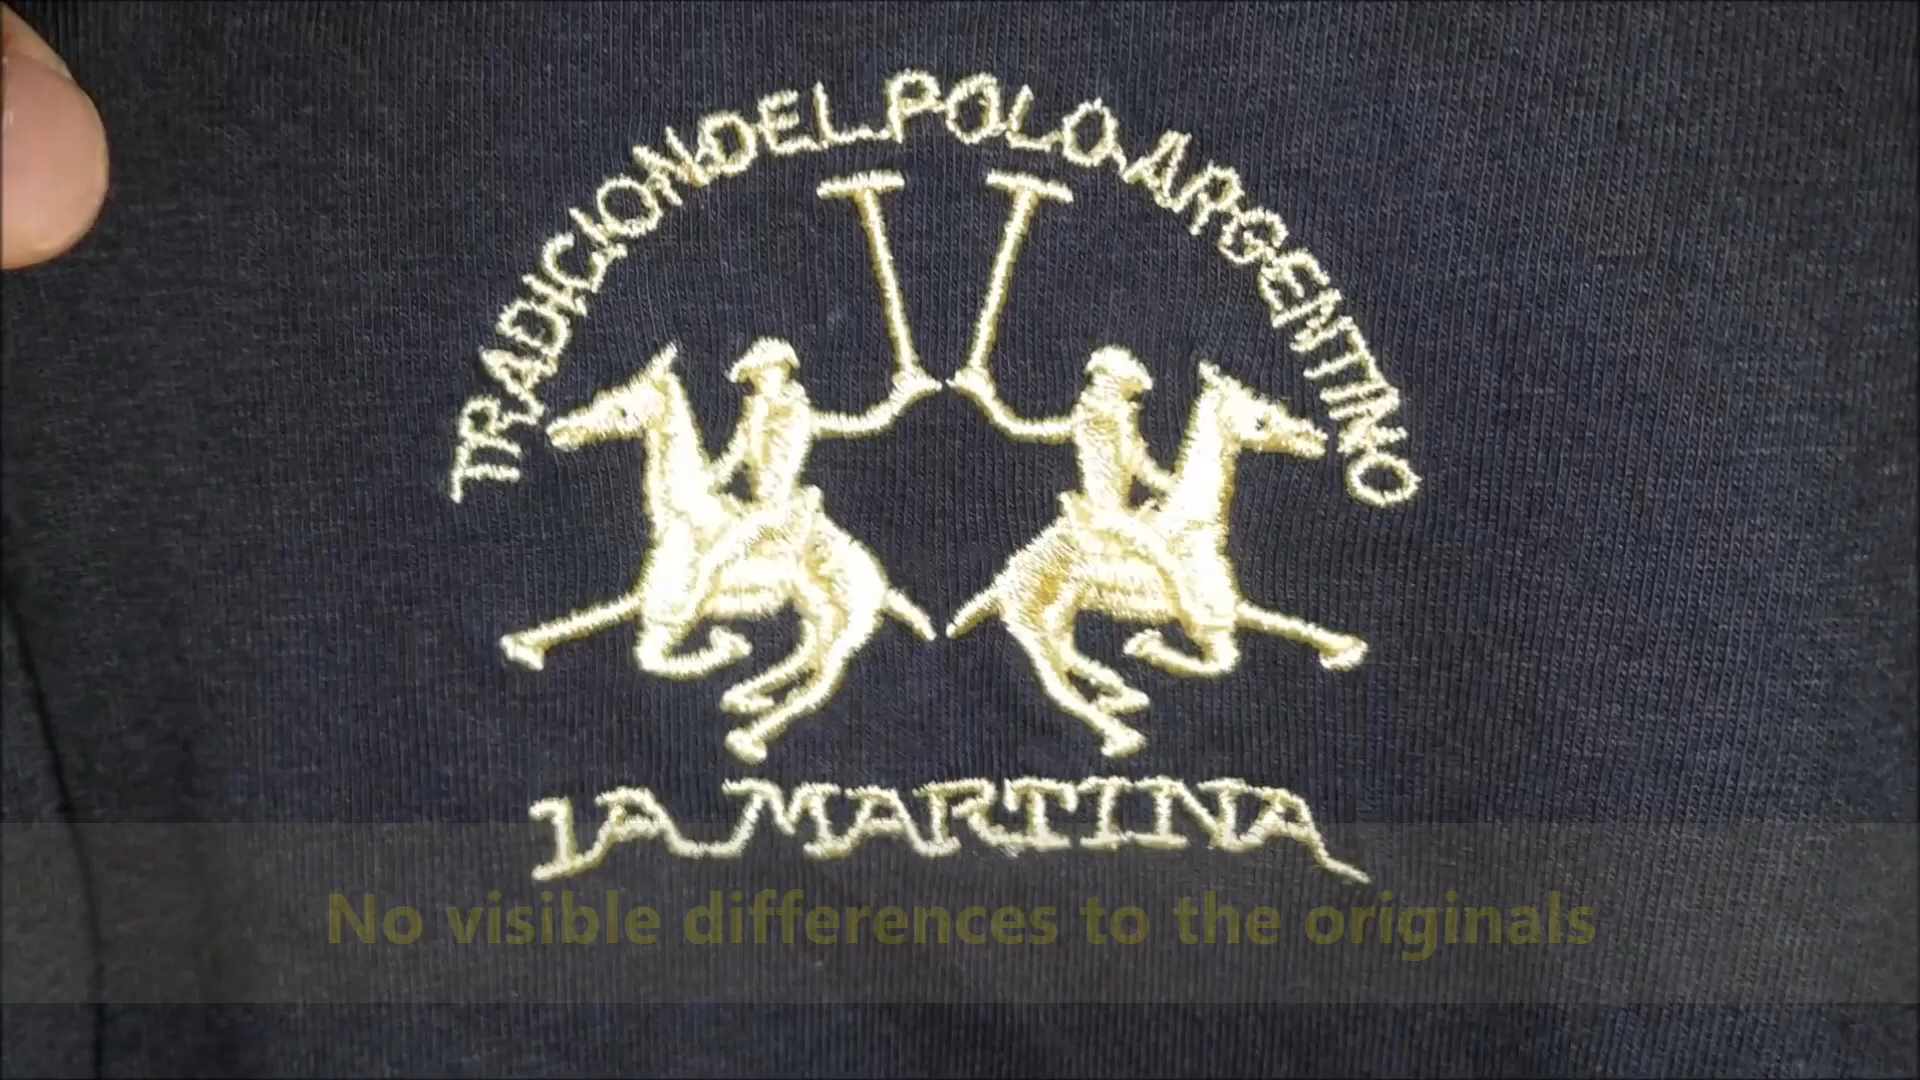 TRADICION DEL POLO ARGENTINO
LA MARTINA
No visible differences to the originals